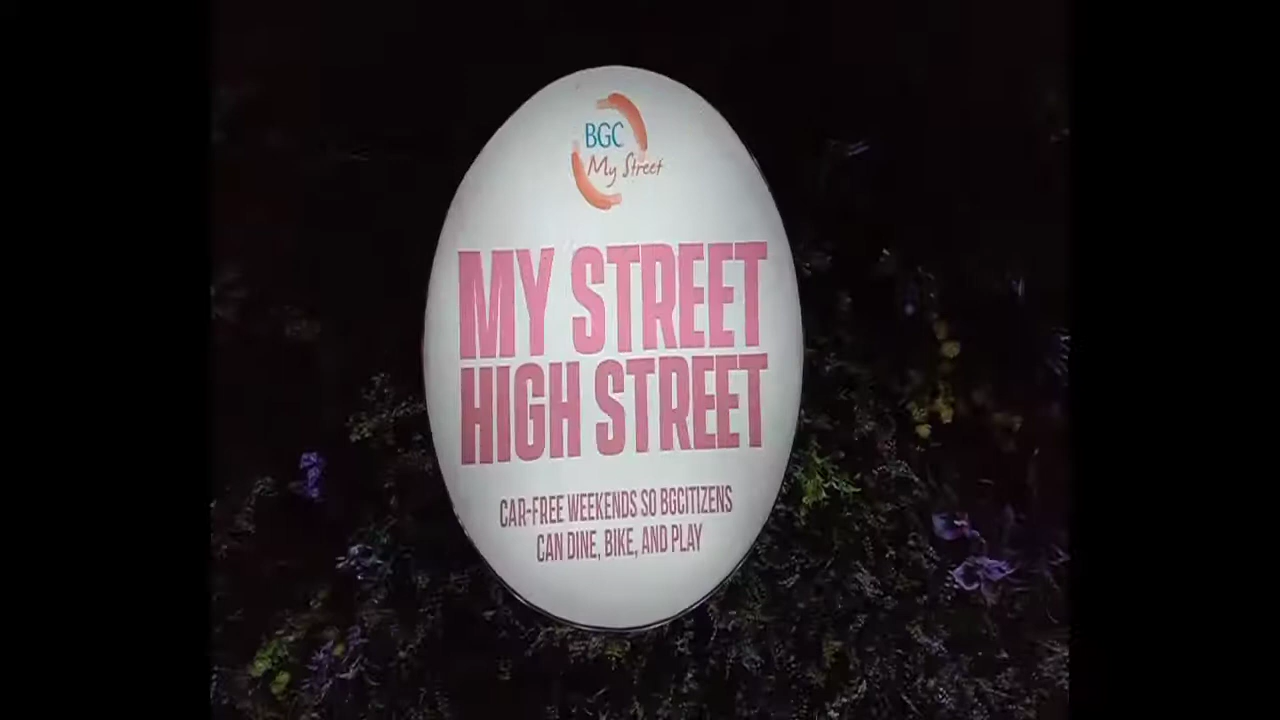 BGC
My Street
MY STREET
HIGH STREET
CAR-FREE WEEKENDS SO BGCITIZENS
CAN DINE, BIKE, AND PLAY